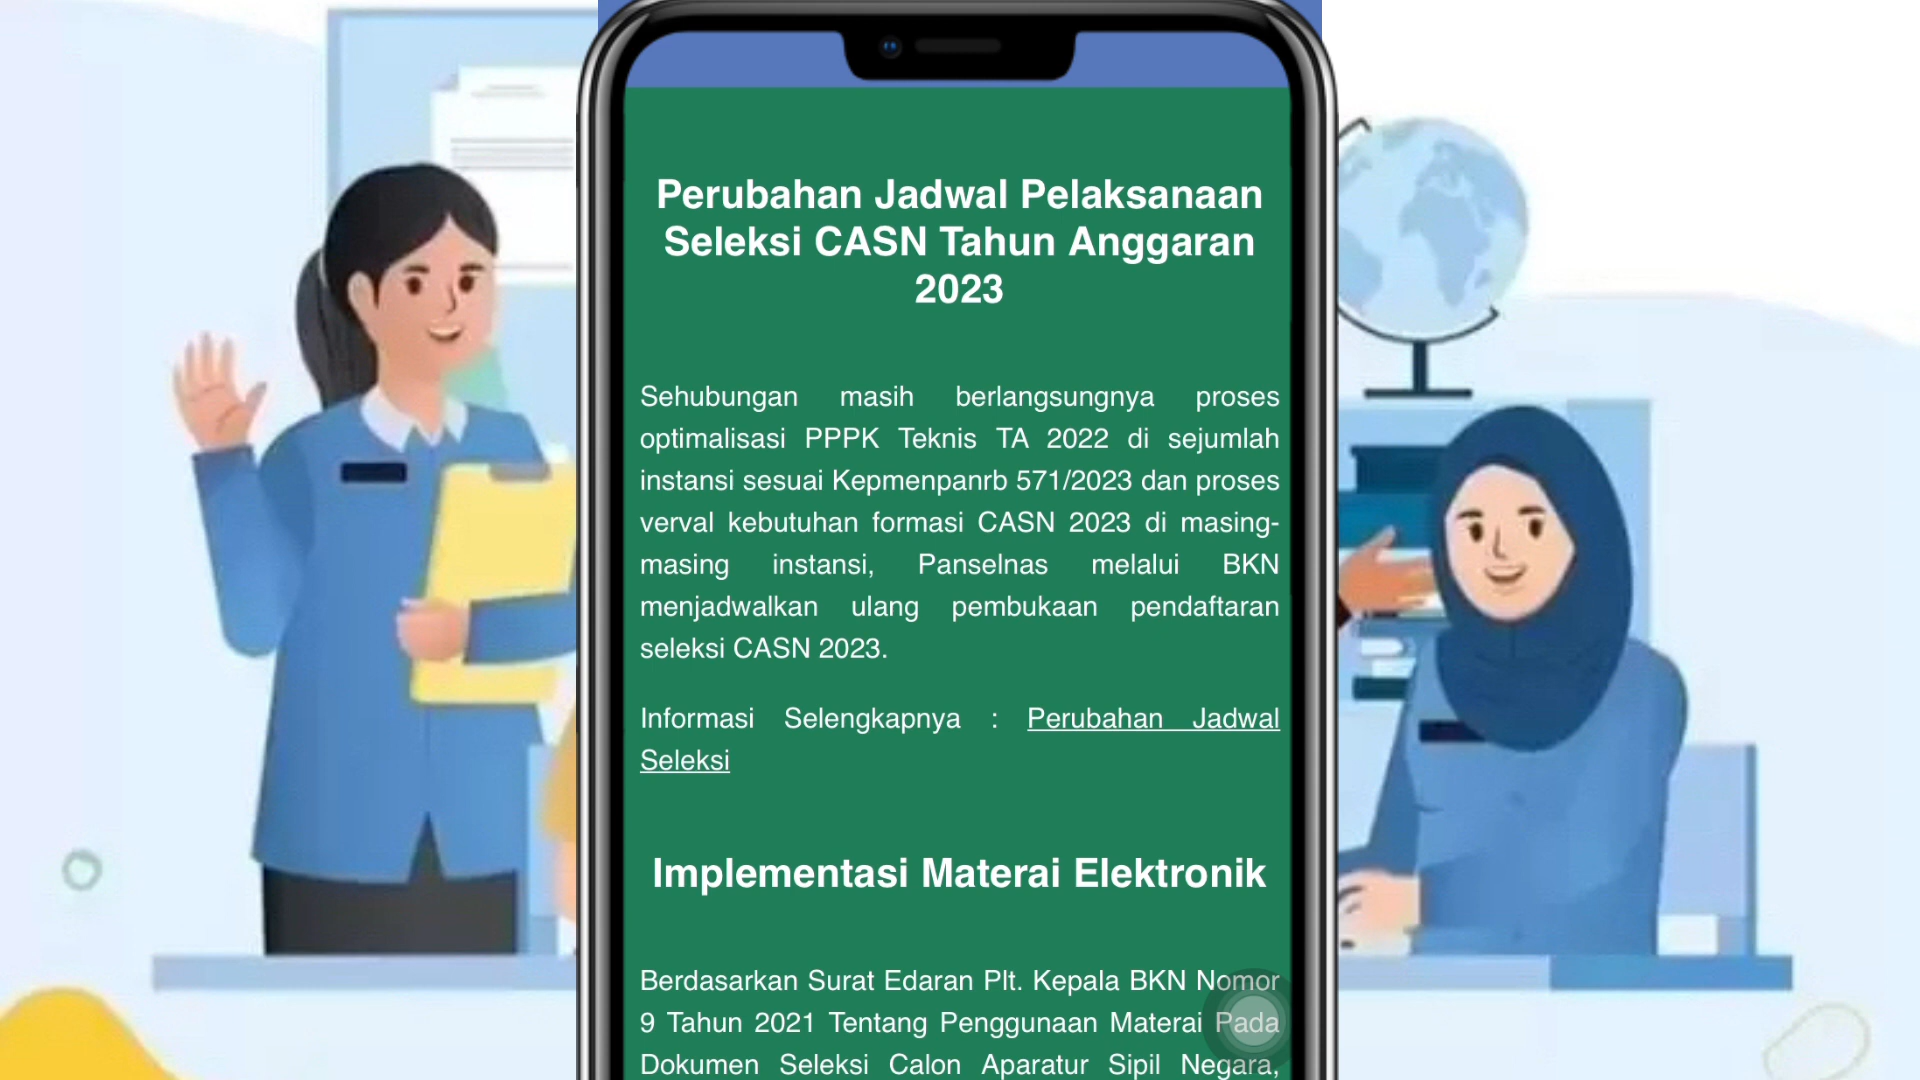 Perubahan Jadwal Pelaksanaan
Seleksi CASN Tahun Anggaran
2023
Sehubungan masih berlangsungnya proses
optimalisasi PPPK Teknis TA 2022 di sejumlah
instansi sesuai Kepmenpanrb 571/2023 dan proses
verval kebutuhan formasi CASN 2023 di masing-
masing instansi, Panselnas melalui BKN
menjadwalkan ulang pembukaan pendaftaran
seleksi CASN 2023.
Informasi Selengkapnya : Perubahan Jadwal
Seleksi
Implementasi Materai Elektronik
Berdasarkan Surat Edaran Plt. Kepala BKN Nomor
9 Tahun 2021 Tentang Penggunaan Materai Pada
Dokumen Seleksi Calon Aparatur Sipil Negara,